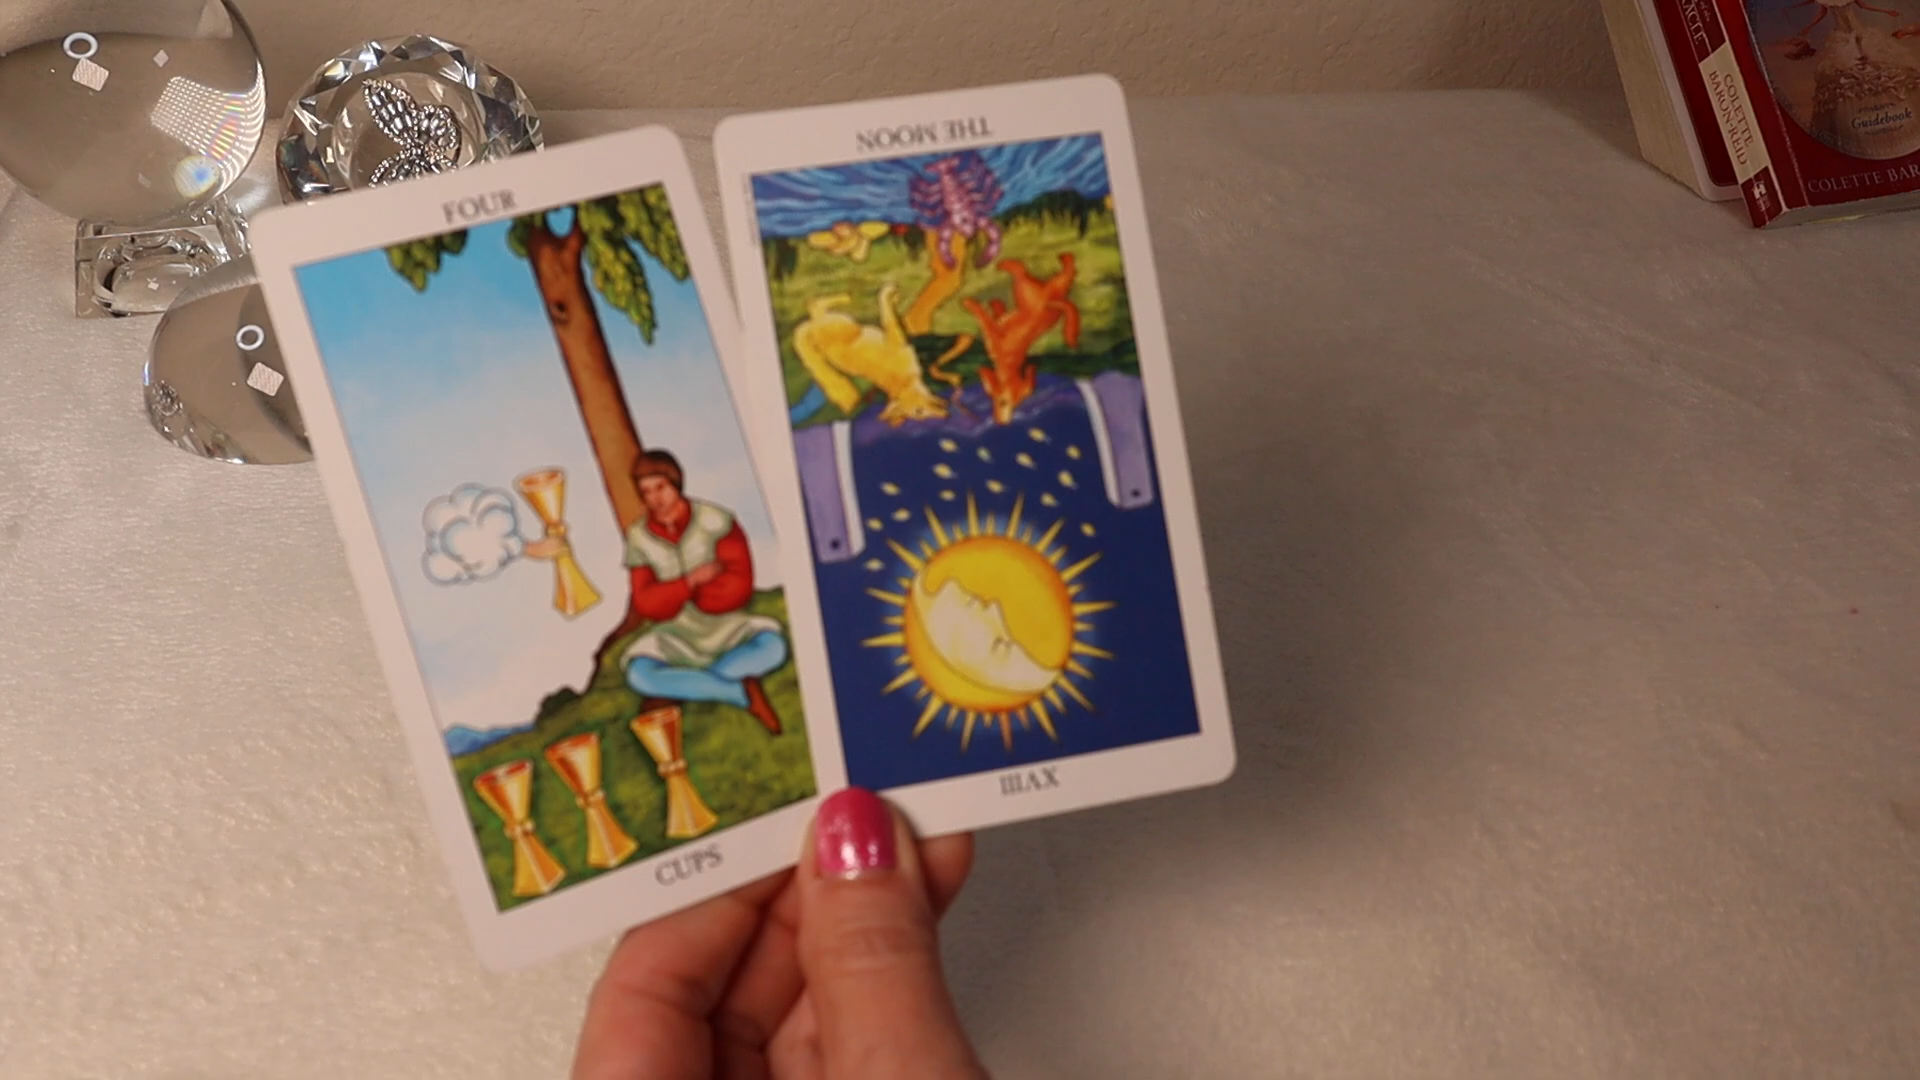 FOUR
CUPS
THE MOON
XVIII
COLETTE
BARON-REID
Guidebook
COLETTE BAR